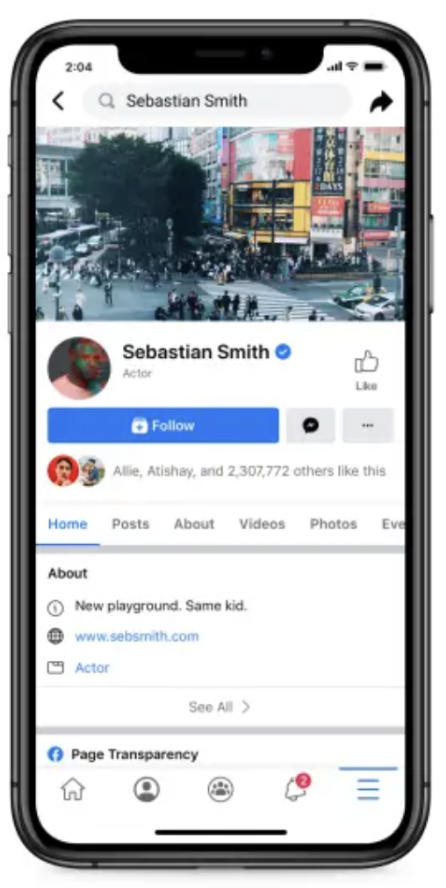 2:04
Sebastian Smith
2DAYS
Sebastian Smith
Actor
Like
Follow
Allie, Atishay, and 2,307,772 others like this
Home Posts About Videos Photos Eve
About
New playground. Same kid.
www.sebsmith.com
Actor
See All
Page Transparency
2